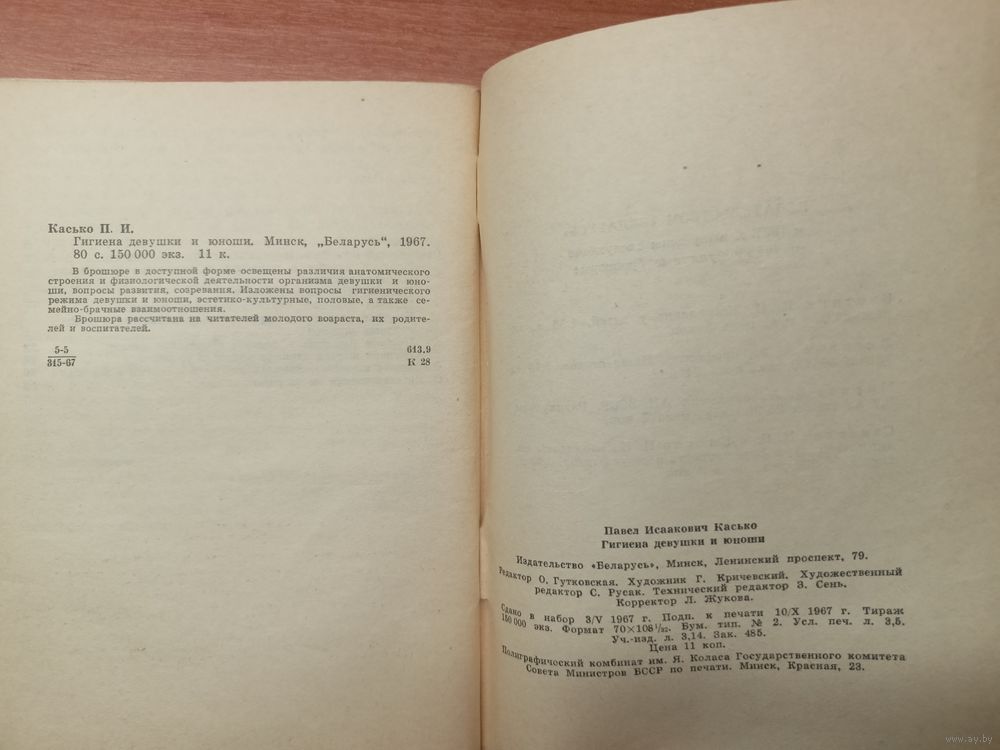 Касько П. И.
Гигиена девушки и юноши. Минск, „Беларусь“, 1967.
80 с. 150 000 экз. 11 к.
В брошюре в доступной форме освещены различия анатомического
строения и физиологической деятельности организма девушки и юно-
ши, вопросы развития, созревания. Изложены вопросы гигиенического
режима девушки и юноши, эстетико-культурные, половые, а также се-
мейно-брачные взаимоотношения.
Брошюра рассчитана на читателей молодого возраста, их родите-
лей и воспитателей.
5-5
315-67
613.9
К 28
Павел Исаакович Касько
Гигиена девушки и юноши
Издательство «Беларусь», Минск, Ленинский проспект, 79.
Редактор О. Гутковская. Художник Г. Кричевский. Художественный
редактор С. Русак. Технический редактор З. Сень.
Корректор Л. Жукова.
Сдано в набор 3/V 1967 г. Подп. к печати 10/X 1967 г. Тираж
150 000 экз. Формат 70×108 1/32. Бум. тип. № 2. Усл. печ. л. 3,5.
Уч.-изд. л. 3,14. Зак. 485.
Цена 11 коп.
Полиграфический комбинат им. Я. Коласа Государственного комитета
Совета Министров БССР по печати. Минск, Красная, 23.
www.ay.by